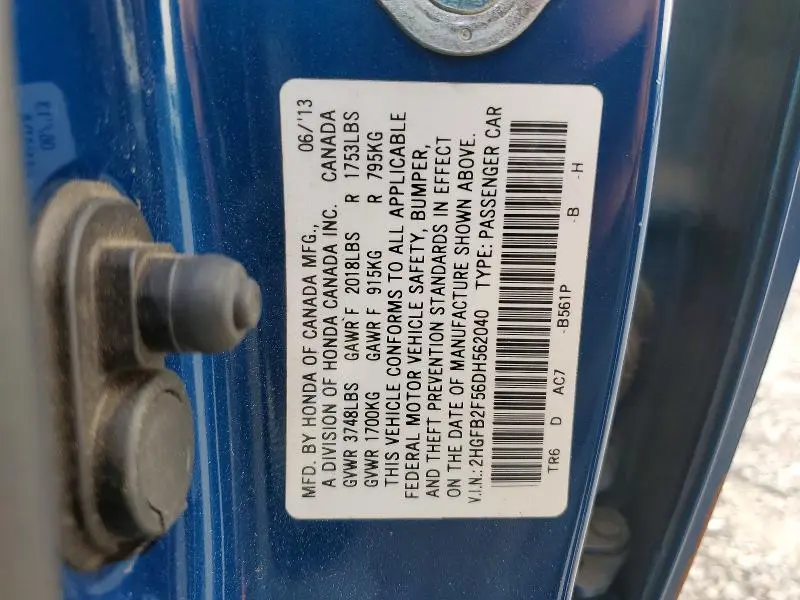 MFD. BY HONDA OF CANADA MFG., 06/'13
A DIVISION OF HONDA CANADA INC. CANADA
GVWR 3748LBS GAWR F 2018LBS R 1753LBS
GVWR 1700KG GAWR F 915KG R 795KG
THIS VEHICLE CONFORMS TO ALL APPLICABLE
FEDERAL MOTOR VEHICLE SAFETY, BUMPER,
AND THEFT PREVENTION STANDARDS IN EFFECT
ON THE DATE OF MANUFACTURE SHOWN ABOVE.
V.I.N.: 2HGFB2F56DH562040 TYPE: PASSENGER CAR
TR6 D AC7 -B561P -B -H